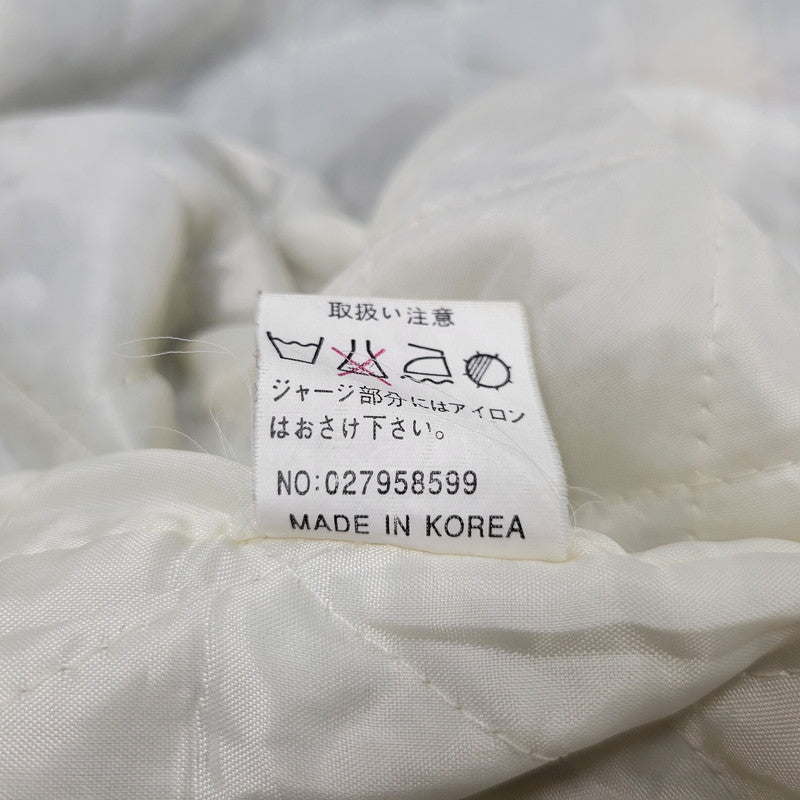 取扱い注意
ジャージ部分にはアイロン
はおさけ下さい。
NO:027958599
MADE IN KOREA